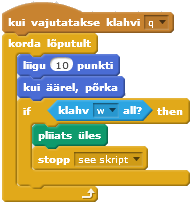 kui vajutatakse klahvi q
korda lõputult
liigu 10 punkti
kui äärel, põrka
if klahv w all? then
pliiats üles
stopp see skript